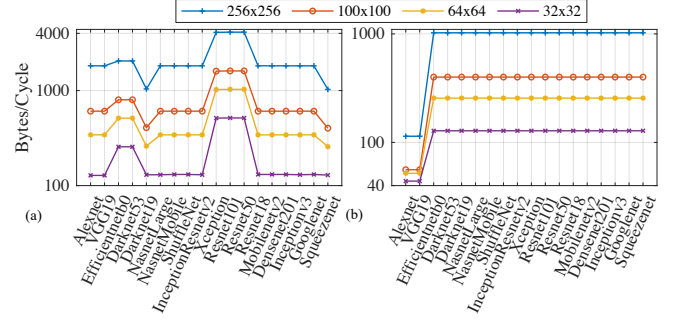 256x256 100x100 64x64 32x32
Bytes/Cycle
4000
1000
100
(a)
Alexnet
VGG19
Efficientnetb0
Darknet53
Darknet19
NasnetLarge
NasnetMobile
ShuffleNet
InceptionResnetv2
Xception
Resnet101
Resnet50
Resnet18
Mobilenetv2
Densenet201
Inceptionv3
Googlenet
Squeezenet
1000
100
40
(b)
Alexnet
VGG19
Efficientnetb0
Darknet53
Darknet19
NasnetLarge
NasnetMobile
ShuffleNet
InceptionResnetv2
Xception
Resnet101
Resnet50
Resnet18
Mobilenetv2
Densenet201
Inceptionv3
Googlenet
Squeezenet